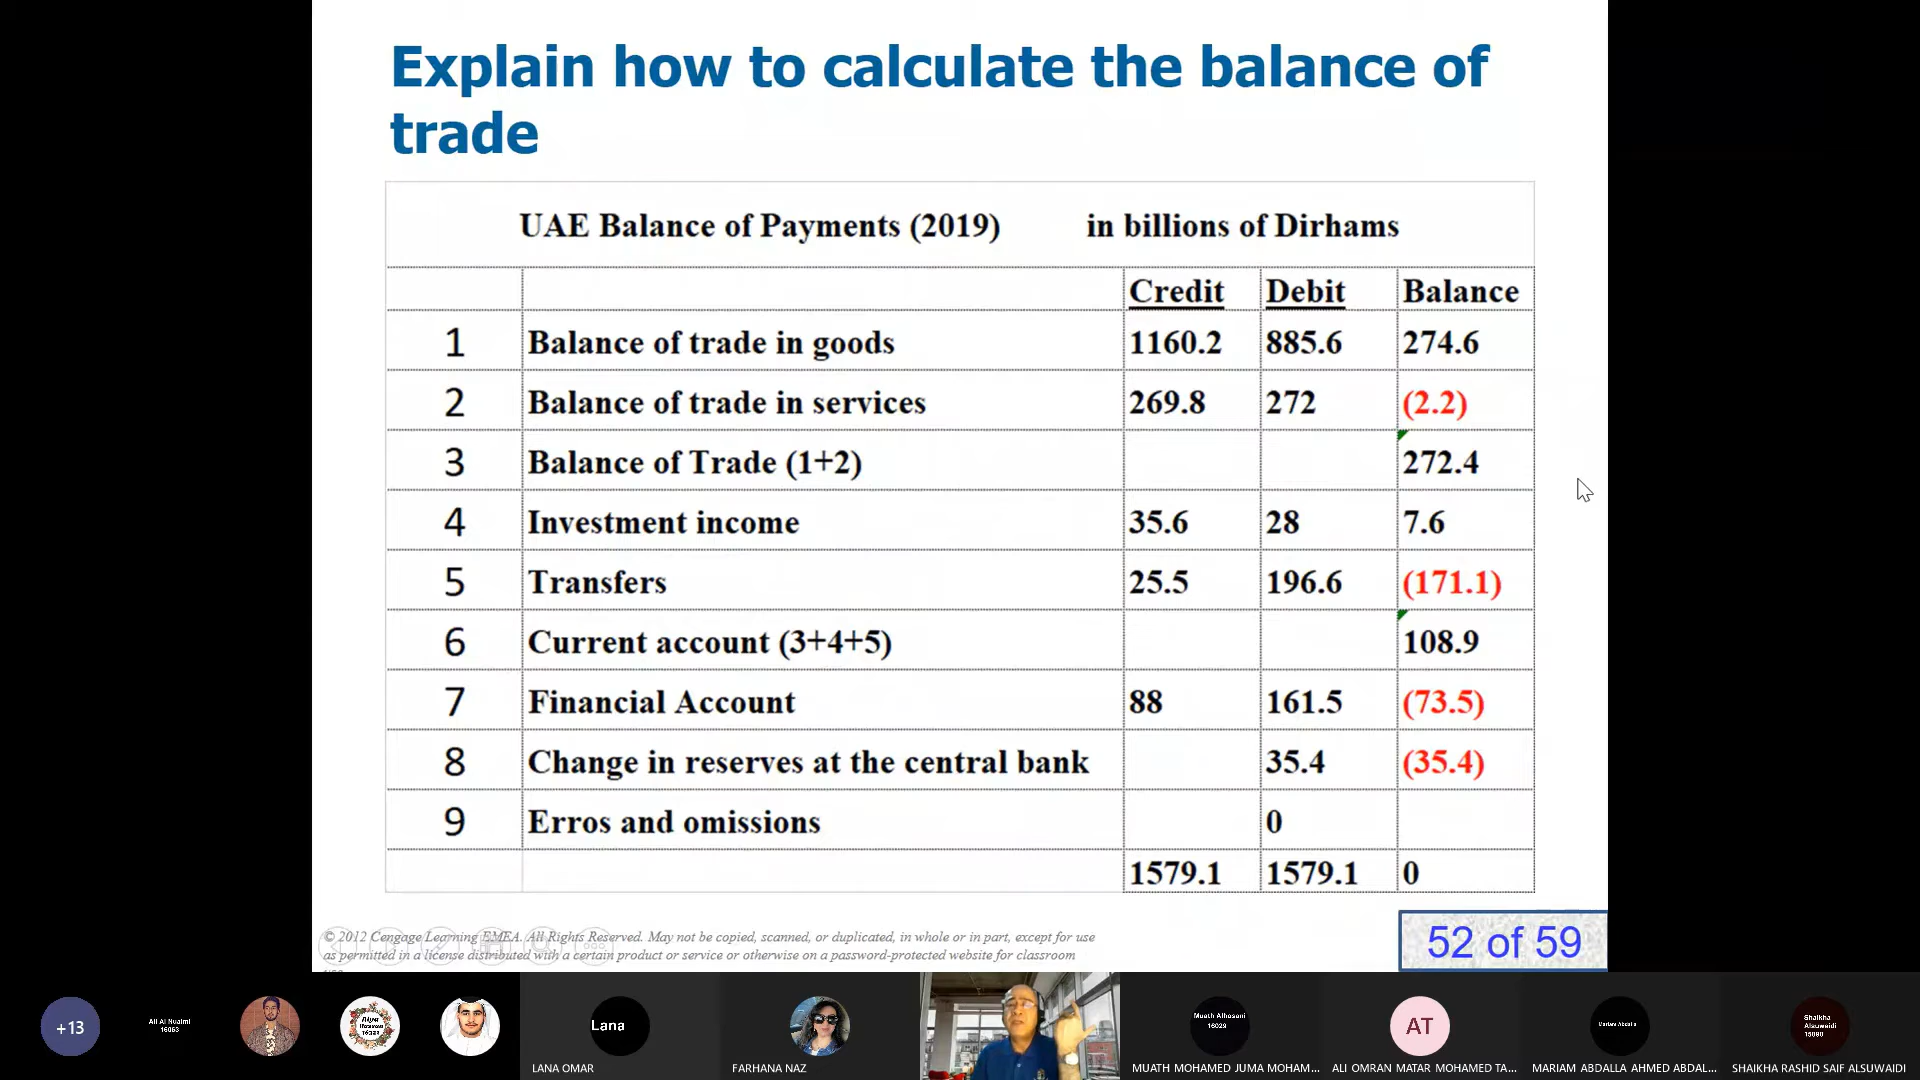 Explain how to calculate the balance of
trade
UAE Balance of Payments (2019) in billions of Dirhams
Credit Debit Balance
1 Balance of trade in goods 1160.2 885.6 274.6
2 Balance of trade in services 269.8 272 (2.2)
3 Balance of Trade (1+2) 272.4
4 Investment income 35.6 28 7.6
5 Transfers 25.5 196.6 (171.1)
6 Current account (3+4+5) 108.9
7 Financial Account 88 161.5 (73.5)
8 Change in reserves at the central bank 35.4 (35.4)
9 Erros and omissions 0
1579.1 1579.1 0
© 2012 Cengage Learning EMEA. All Rights Reserved. May not be copied, scanned, or duplicated, in whole or in part, except for use
as permitted in a license distributed with a certain product or service or otherwise on a password-protected website for classroom
52 of 59
+13
Ali Al Nuaimi
16063
Lana
LANA OMAR
FARHANA NAZ
Muath Alhosani
16029
MUATH MOHAMED JUMA MOHAM...
AT
ALI OMRAN MATAR MOHAMED TA...
MARIAM ABDALLA AHMED ABDAL...
Shaikha
Alsuwaidi
SHAIKHA RASHID SAIF ALSUWAIDI